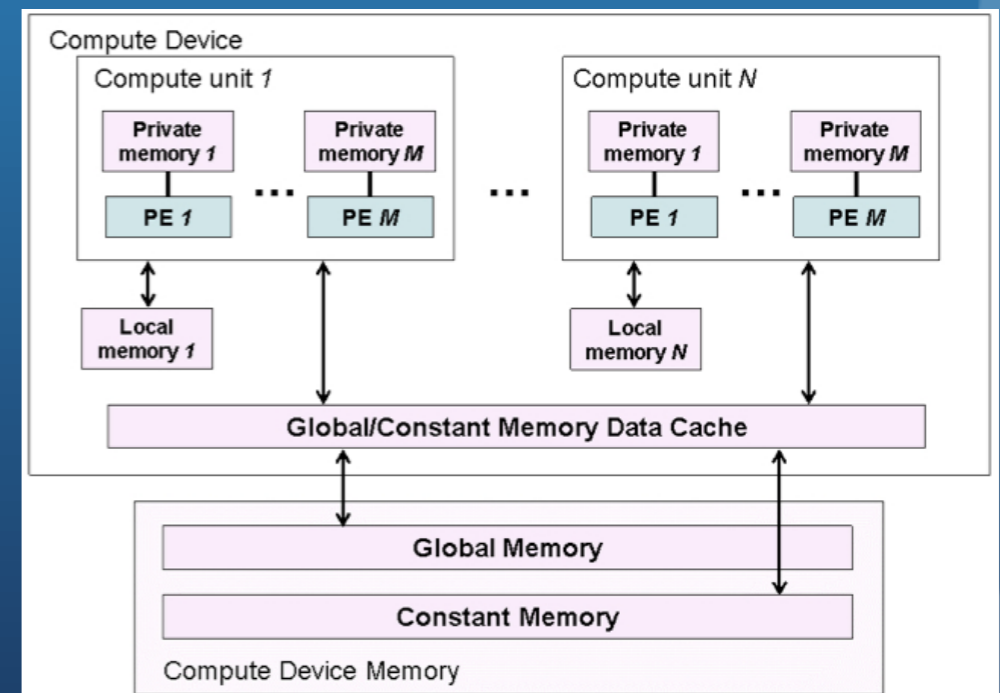 Compute Device
Compute unit 1
Compute unit N
Private
memory 1
Private
memory M
Private
memory 1
Private
memory M
...
...
...
PE 1
PE M
PE 1
PE M
Local
memory 1
Local
memory N
Global/Constant Memory Data Cache
Global Memory
Constant Memory
Compute Device Memory